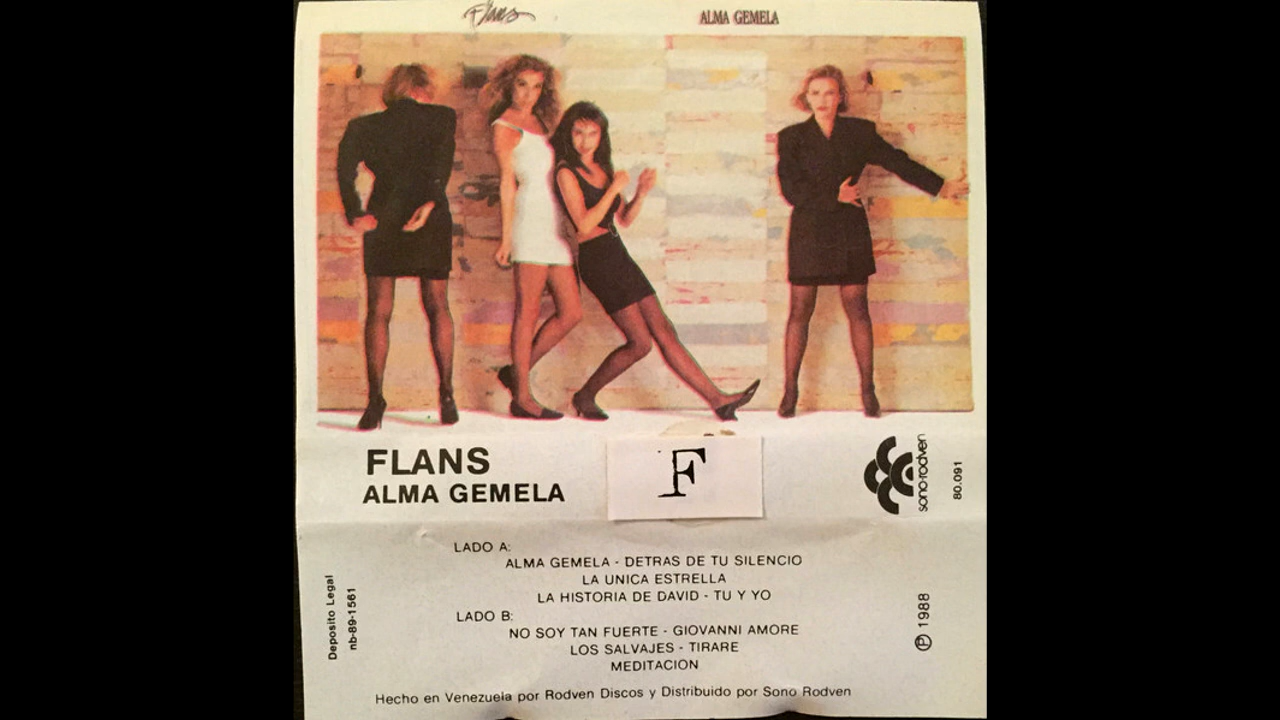 Flans
ALMA GEMELA
FLANS
ALMA GEMELA
F
sono-rodven
80.091
LADO A:
ALMA GEMELA - DETRAS DE TU SILENCIO
LA UNICA ESTRELLA
LA HISTORIA DE DAVID - TU Y YO
LADO B:
NO SOY TAN FUERTE - GIOVANNI AMORE
LOS SALVAJES - TIRARE
MEDITACION
Deposito Legal
nb-89-1561
℗ 1988
Hecho en Venezuela por Rodven Discos y Distribuido por Sono Rodven